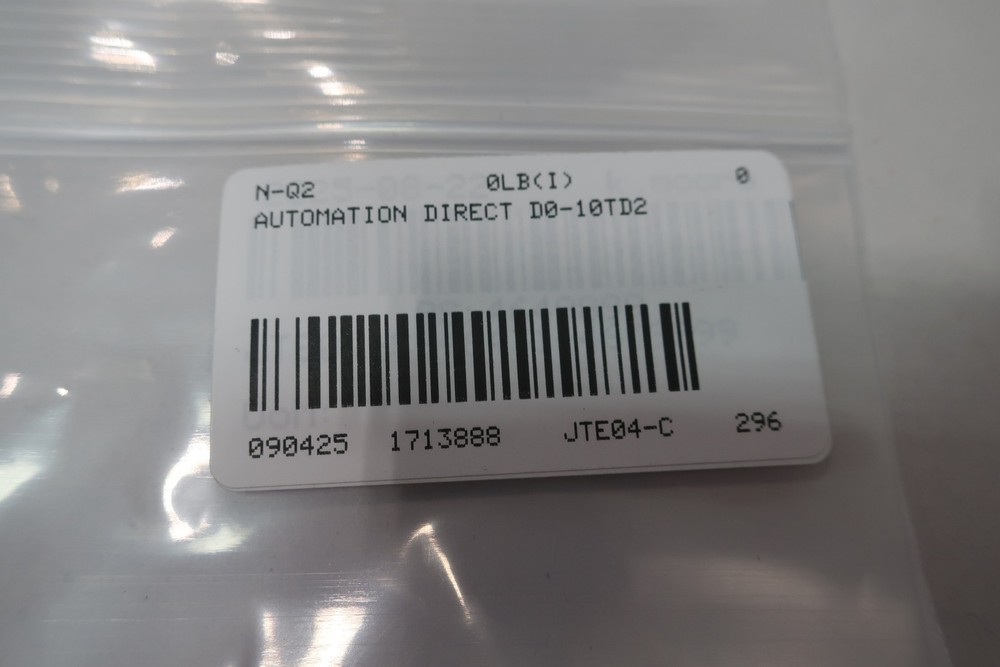 N-Q2 0LB(I) 0
AUTOMATION DIRECT D0-10TD2
090425 1713888 JTE04-C 296